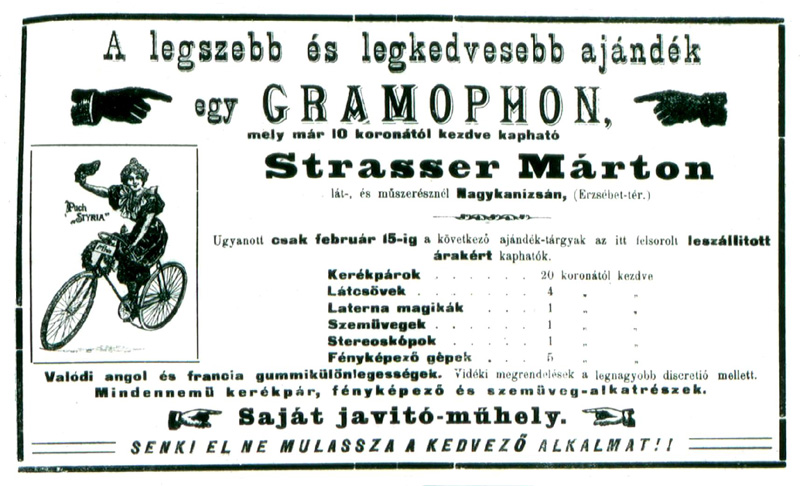 A legszebb és legkedvesebb ajándék
egy GRAMOPHON,
mely már 10 koronától kezdve kapható
Strasser Márton
lát-, és műszerésznél Nagykanizsán, (Erzsébet-tér.)
Puch
"STYRIA"
Ugyanott csak február 15-ig a következő ajándék-tárgyak az itt felsorolt leszállitott
árakért kaphatók.
Kerékpárok . . . . . . 20 koronától kezdve
Látcsövek . . . . . . 4 " "
Laterna magikák . . . . 1 " "
Szemüvegek . . . . . 1 " "
Stereoskópok . . . . . 1 " "
Fényképező gépek . . . 5 " "
Valódi angol és francia gummikülönlegességek. Vidéki megrendelések a legnagyobb discretió mellett.
Mindennemű kerékpár, fényképező és szemüveg-alkatrészek.
Saját javitó-műhely.
SENKI EL NE MULASSZA A KEDVEZŐ ALKALMAT!!